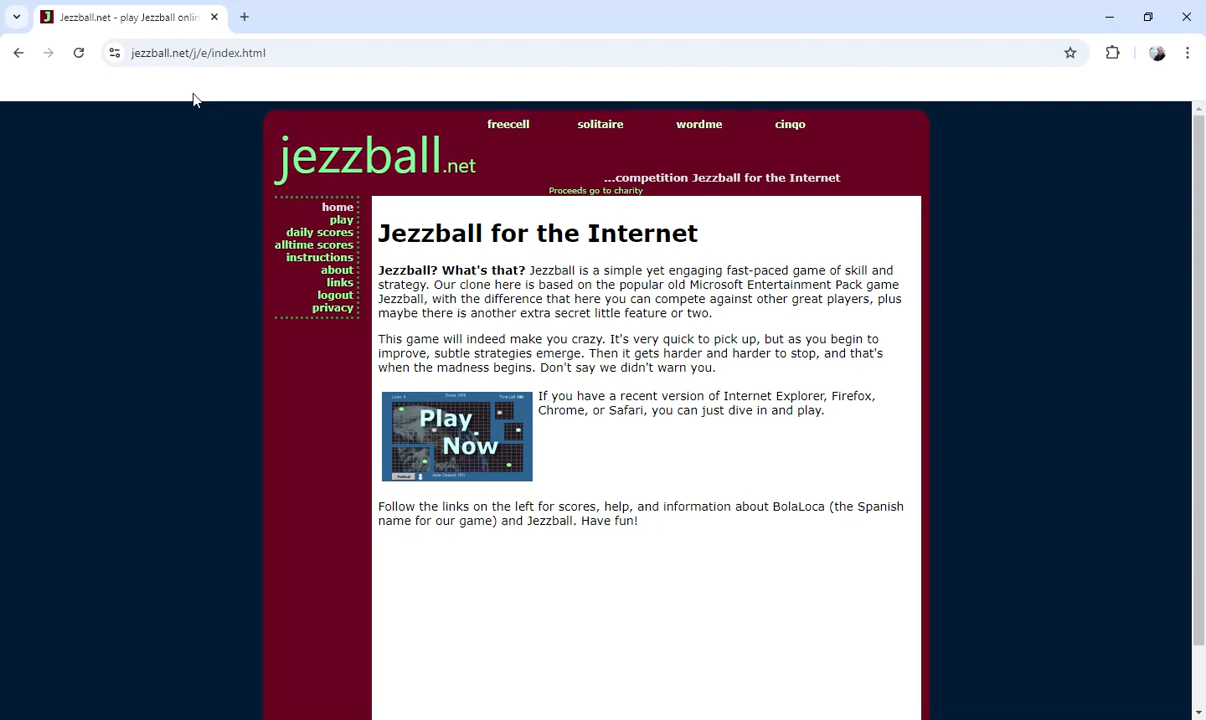 Jezzball.net - play Jezzball onlin
jezzball.net/j/e/index.html
freecell
solitaire
wordme
cinqo
jezzball.net
...competition Jezzball for the Internet
Proceeds go to charity
home
play
daily scores
alltime scores
instructions
about
links
logout
privacy
Jezzball for the Internet
Jezzball? What's that? Jezzball is a simple yet engaging fast-paced game of skill and
strategy. Our clone here is based on the popular old Microsoft Entertainment Pack game
Jezzball, with the difference that here you can compete against other great players, plus
maybe there is another extra secret little feature or two.
This game will indeed make you crazy. It's very quick to pick up, but as you begin to
improve, subtle strategies emerge. Then it gets harder and harder to stop, and that's
when the madness begins. Don't say we didn't warn you.
Play
Now
If you have a recent version of Internet Explorer, Firefox,
Chrome, or Safari, you can just dive in and play.
Follow the links on the left for scores, help, and information about BolaLoca (the Spanish
name for our game) and Jezzball. Have fun!